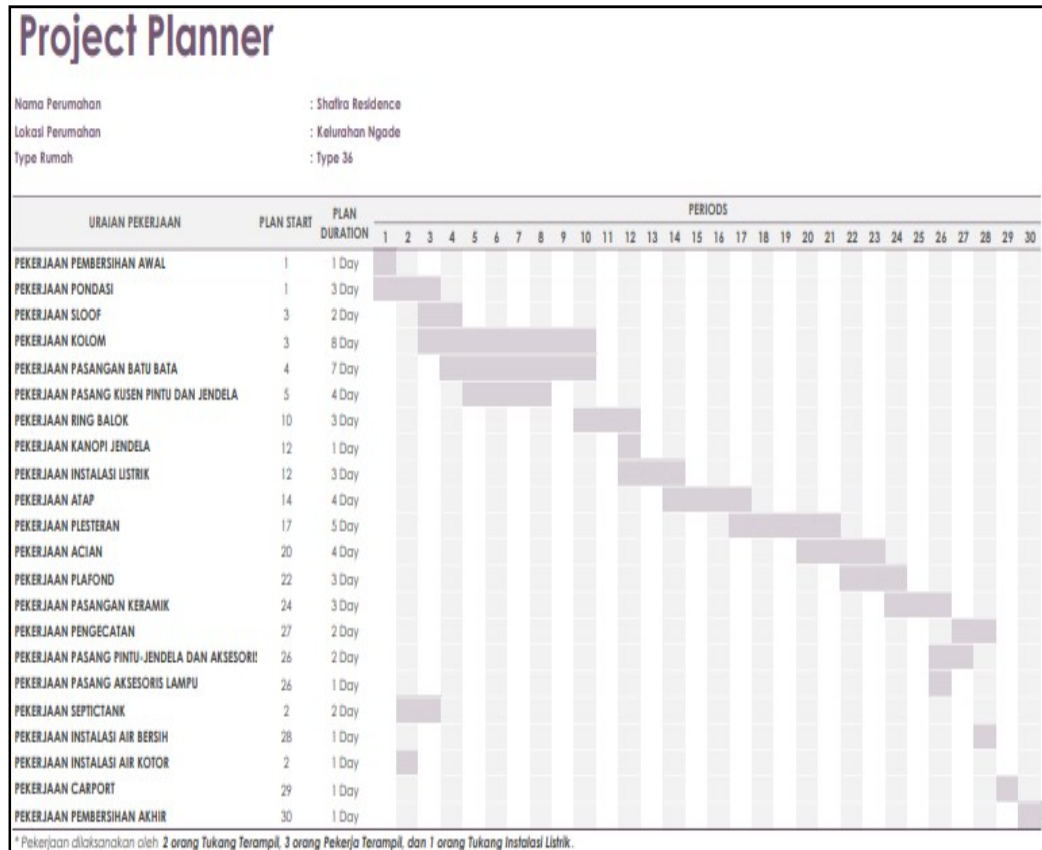 Project Planner
Nama Perumahan : Shafira Residence
Lokasi Perumahan : Kelurahan Ngade
Type Rumah : Type 36
URAIAN PEKERJAAN PLAN START PLAN DURATION PERIODS
1 2 3 4 5 6 7 8 9 10 11 12 13 14 15 16 17 18 19 20 21 22 23 24 25 26 27 28 29 30
PEKERJAAN PEMBERSIHAN AWAL 1 1 Day
PEKERJAAN PONDASI 1 3 Day
PEKERJAAN SLOOF 3 2 Day
PEKERJAAN KOLOM 3 8 Day
PEKERJAAN PASANGAN BATU BATA 4 7 Day
PEKERJAAN PASANG KUSEN PINTU DAN JENDELA 5 4 Day
PEKERJAAN RING BALOK 10 3 Day
PEKERJAAN KANOPI JENDELA 12 1 Day
PEKERJAAN INSTALASI LISTRIK 12 3 Day
PEKERJAAN ATAP 14 4 Day
PEKERJAAN PLESTERAN 17 5 Day
PEKERJAAN ACIAN 20 4 Day
PEKERJAAN PLAFOND 22 3 Day
PEKERJAAN PASANGAN KERAMIK 24 3 Day
PEKERJAAN PENGECATAN 27 2 Day
PEKERJAAN PASANG PINTU-JENDELA DAN AKSESORI 26 2 Day
PEKERJAAN PASANG AKSESORIS LAMPU 26 1 Day
PEKERJAAN SEPTICTANK 2 2 Day
PEKERJAAN INSTALASI AIR BERSIH 28 1 Day
PEKERJAAN INSTALASI AIR KOTOR 2 1 Day
PEKERJAAN CARPORT 29 1 Day
PEKERJAAN PEMBERSIHAN AKHIR 30 1 Day
* Pekerjaan dilaksanakan oleh 2 orang Tukang Terampil, 3 orang Pekerja Terampil, dan 1 orang Tukang Instalasi Listrik.